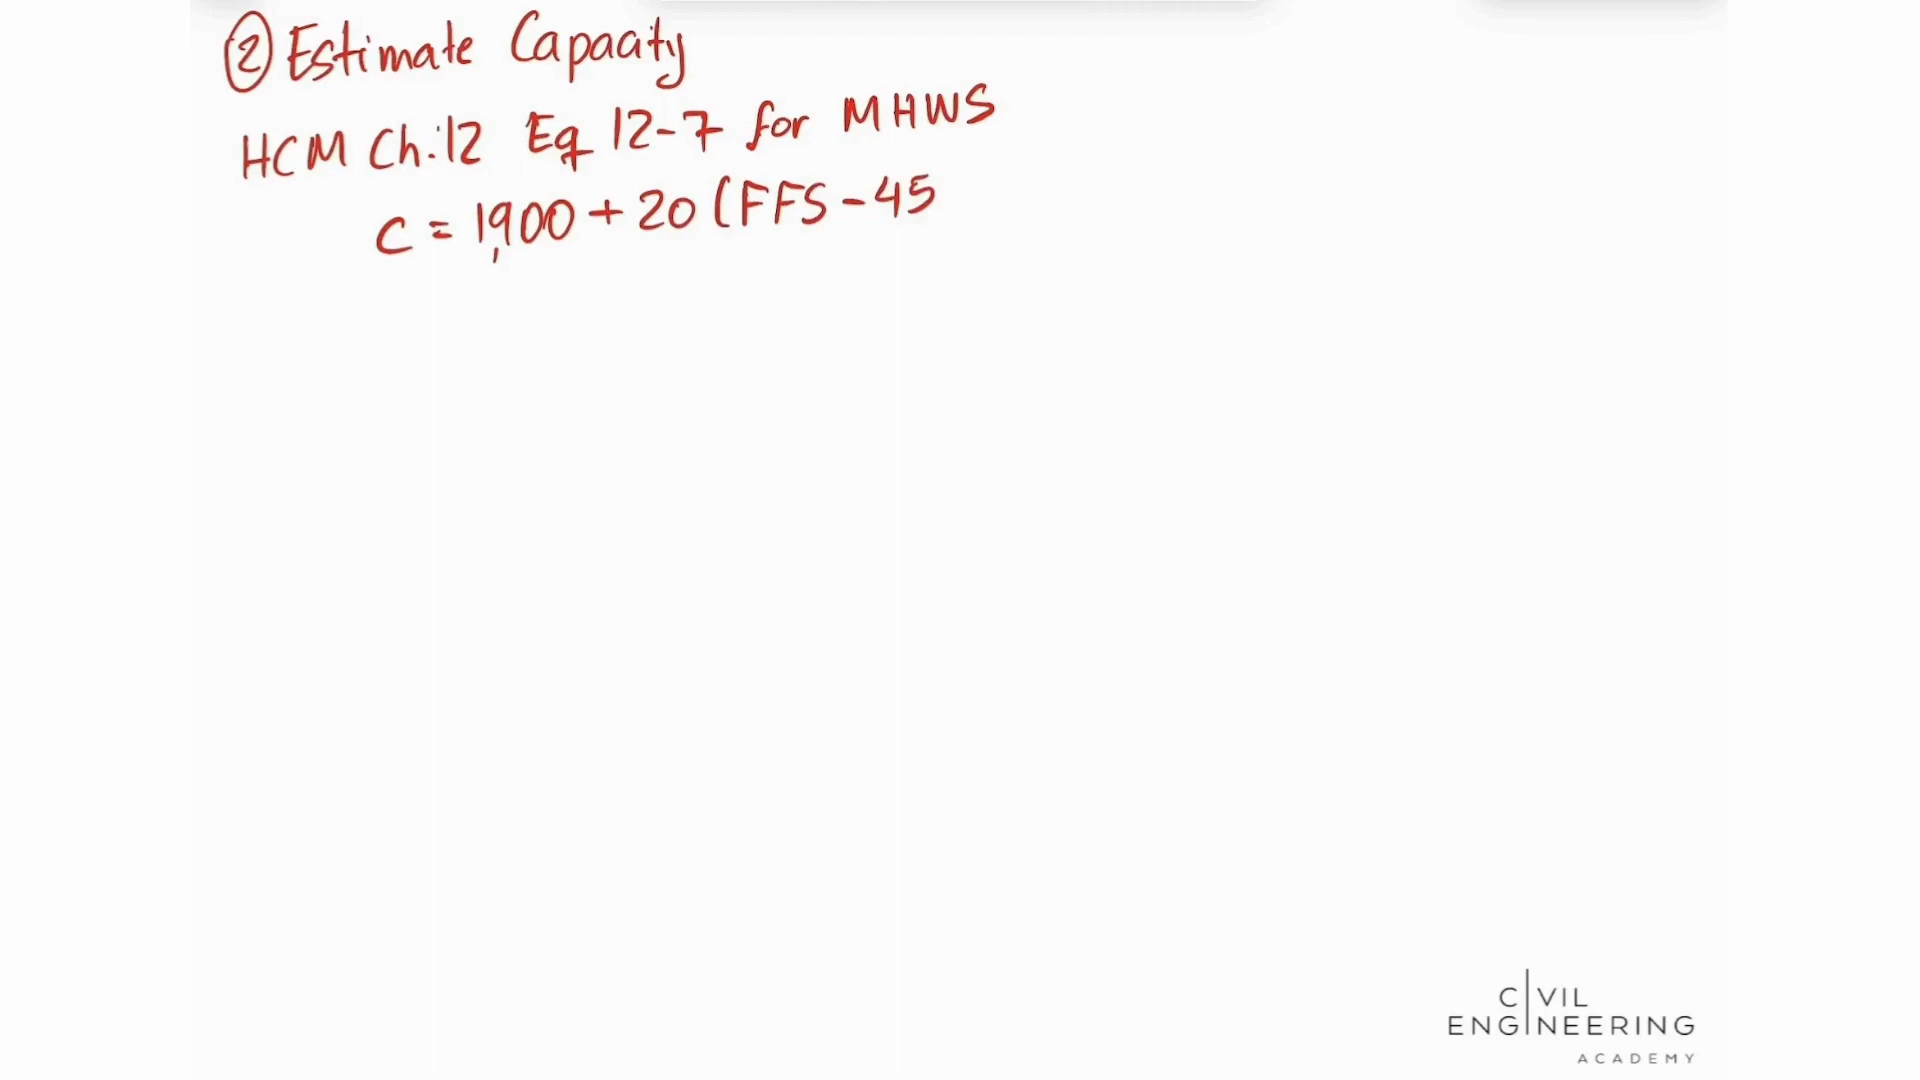 ② Estimate Capacity
HCM Ch:12 Eq 12-7 for MHWS
C = 1,900 + 20 (FFS - 45
CIVIL
ENGINEERING
ACADEMY